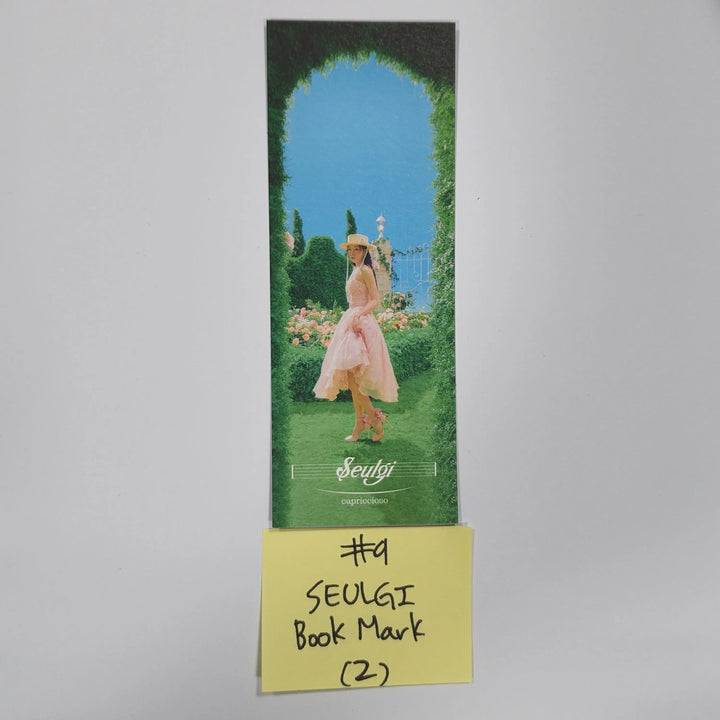 Seulgi
capriccioso
#9
SEULGI
Book Mark
(2)